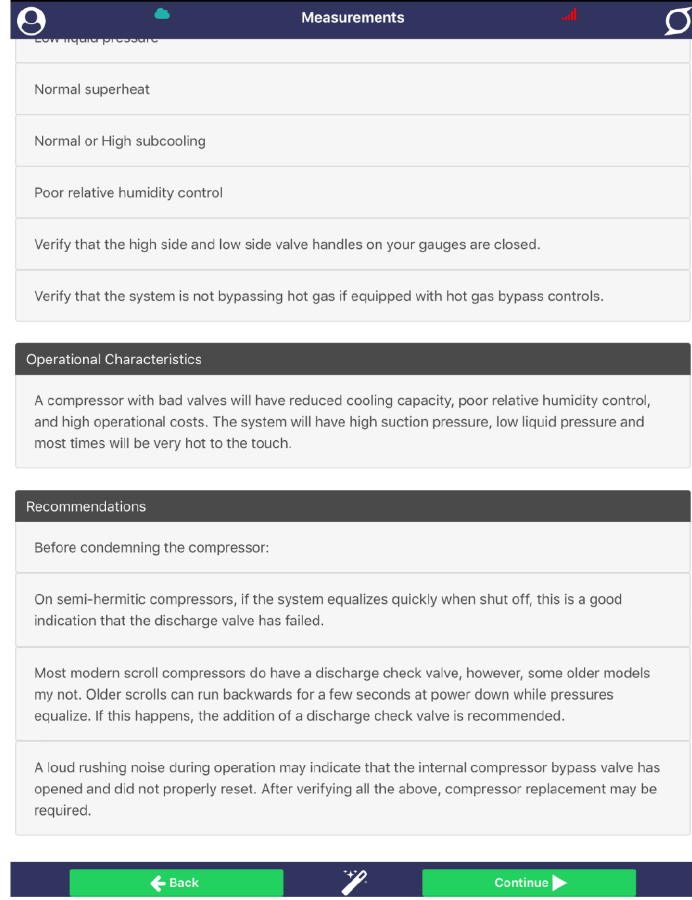 Measurements
Low liquid pressure
Normal superheat
Normal or High subcooling
Poor relative humidity control
Verify that the high side and low side valve handles on your gauges are closed.
Verify that the system is not bypassing hot gas if equipped with hot gas bypass controls.
Operational Characteristics
A compressor with bad valves will have reduced cooling capacity, poor relative humidity control,
and high operational costs. The system will have high suction pressure, low liquid pressure and
most times will be very hot to the touch.
Recommendations
Before condemning the compressor:
On semi-hermitic compressors, if the system equalizes quickly when shut off, this is a good
indication that the discharge valve has failed.
Most modern scroll compressors do have a discharge check valve, however, some older models
my not. Older scrolls can run backwards for a few seconds at power down while pressures
equalize. If this happens, the addition of a discharge check valve is recommended.
A loud rushing noise during operation may indicate that the internal compressor bypass valve has
opened and did not properly reset. After verifying all the above, compressor replacement may be
required.
Back
Continue